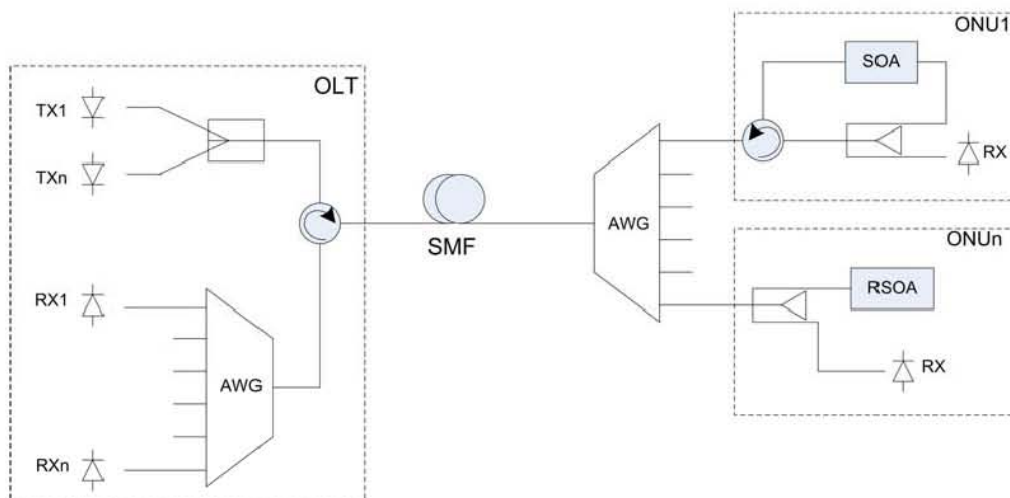 OLT
TX1
TXn
RX1
AWG
RXn
SMF
AWG
ONU1
SOA
RX
ONUn
RSOA
RX